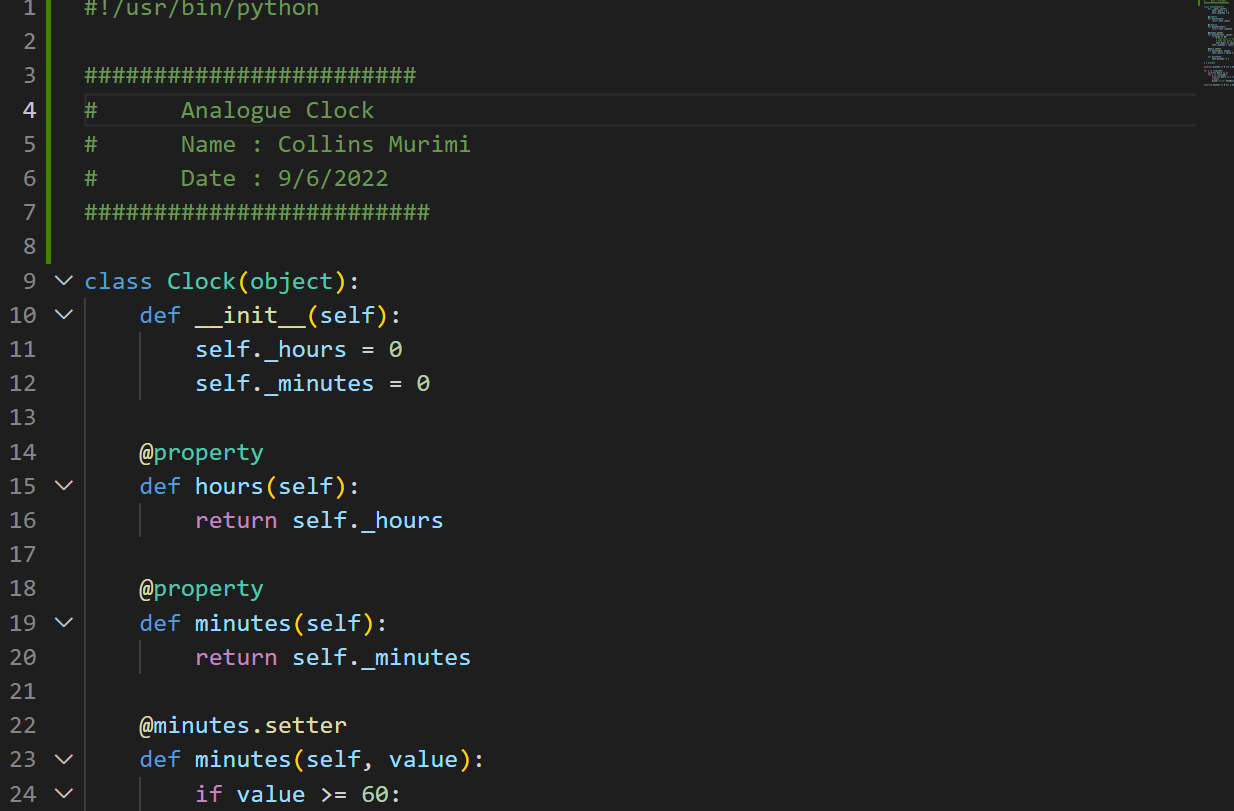 1 #!/usr/bin/python
2
3 ########################
4 #      Analogue Clock
5 #      Name : Collins Murimi
6 #      Date : 9/6/2022
7 #########################
8
9 class Clock(object):
10     def __init__(self):
11         self._hours = 0
12         self._minutes = 0
13
14     @property
15     def hours(self):
16         return self._hours
17
18     @property
19     def minutes(self):
20         return self._minutes
21
22     @minutes.setter
23     def minutes(self, value):
24         if value >= 60: